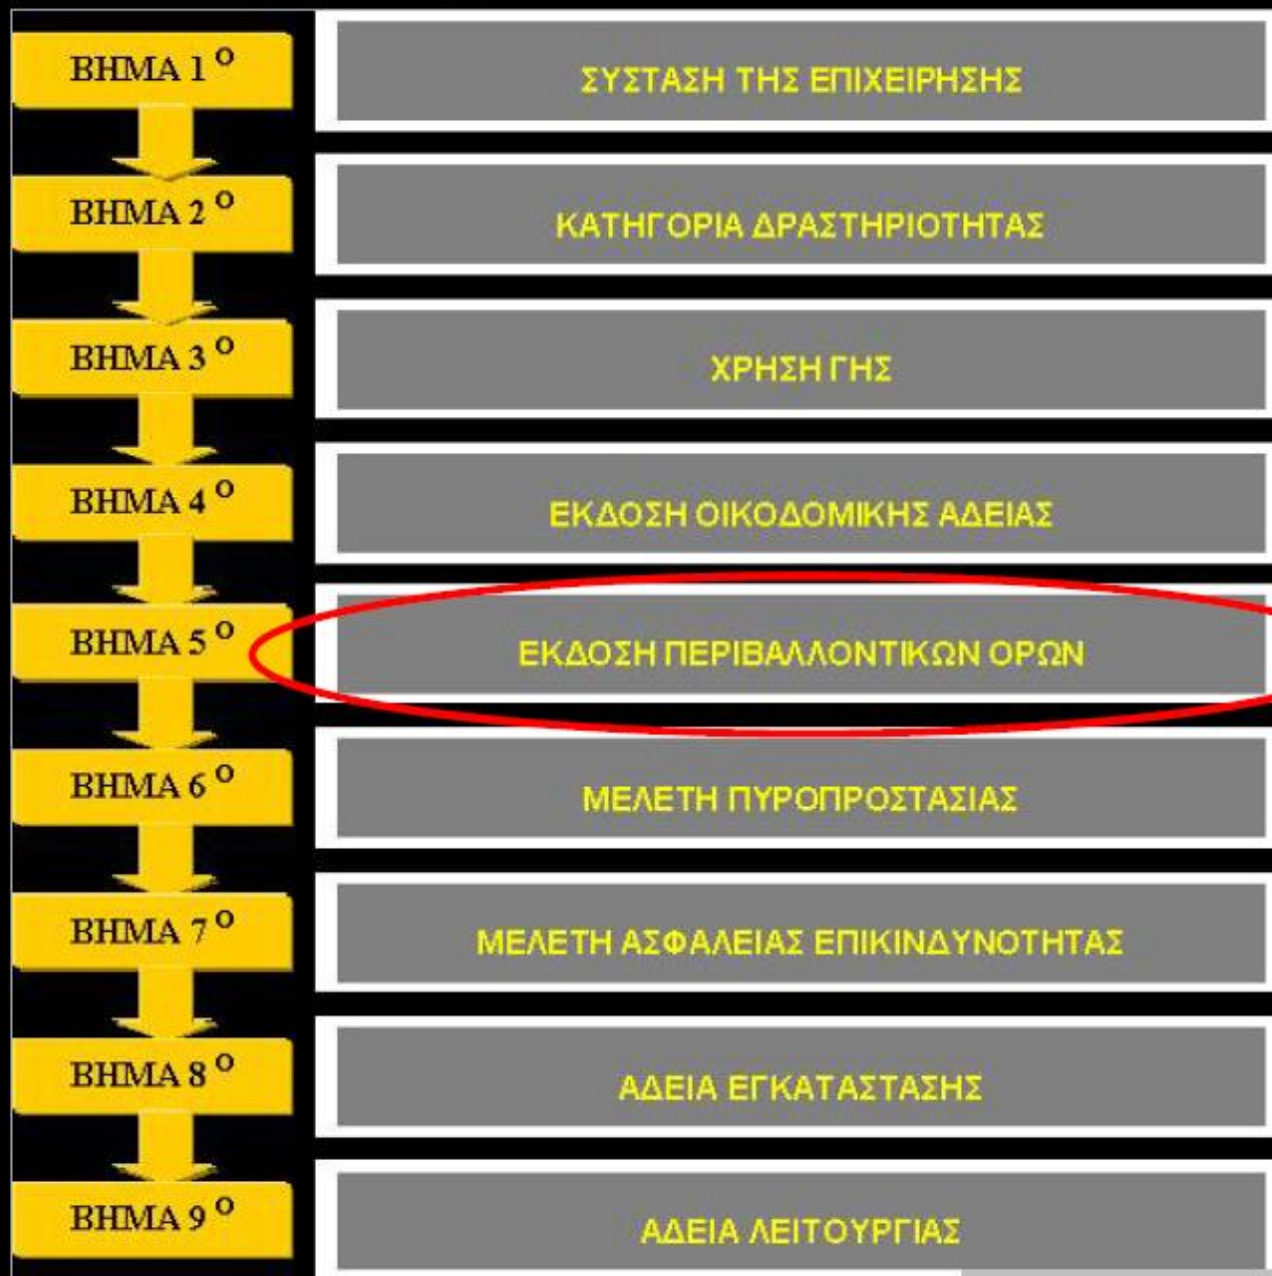 ΒΗΜΑ 1 Ο ΣΥΣΤΑΣΗ ΤΗΣ ΕΠΙΧΕΙΡΗΣΗΣ
ΒΗΜΑ 2 Ο ΚΑΤΗΓΟΡΙΑ ΔΡΑΣΤΗΡΙΟΤΗΤΑΣ
ΒΗΜΑ 3 Ο ΧΡΗΣΗ ΓΗΣ
ΒΗΜΑ 4 Ο ΕΚΔΟΣΗ ΟΙΚΟΔΟΜΙΚΗΣ ΑΔΕΙΑΣ
ΒΗΜΑ 5 Ο ΕΚΔΟΣΗ ΠΕΡΙΒΑΛΛΟΝΤΙΚΩΝ ΟΡΩΝ
ΒΗΜΑ 6 Ο ΜΕΛΕΤΗ ΠΥΡΟΠΡΟΣΤΑΣΙΑΣ
ΒΗΜΑ 7 Ο ΜΕΛΕΤΗ ΑΣΦΑΛΕΙΑΣ ΕΠΙΚΙΝΔΥΝΟΤΗΤΑΣ
ΒΗΜΑ 8 Ο ΑΔΕΙΑ ΕΓΚΑΤΑΣΤΑΣΗΣ
ΒΗΜΑ 9 Ο ΑΔΕΙΑ ΛΕΙΤΟΥΡΓΙΑΣ